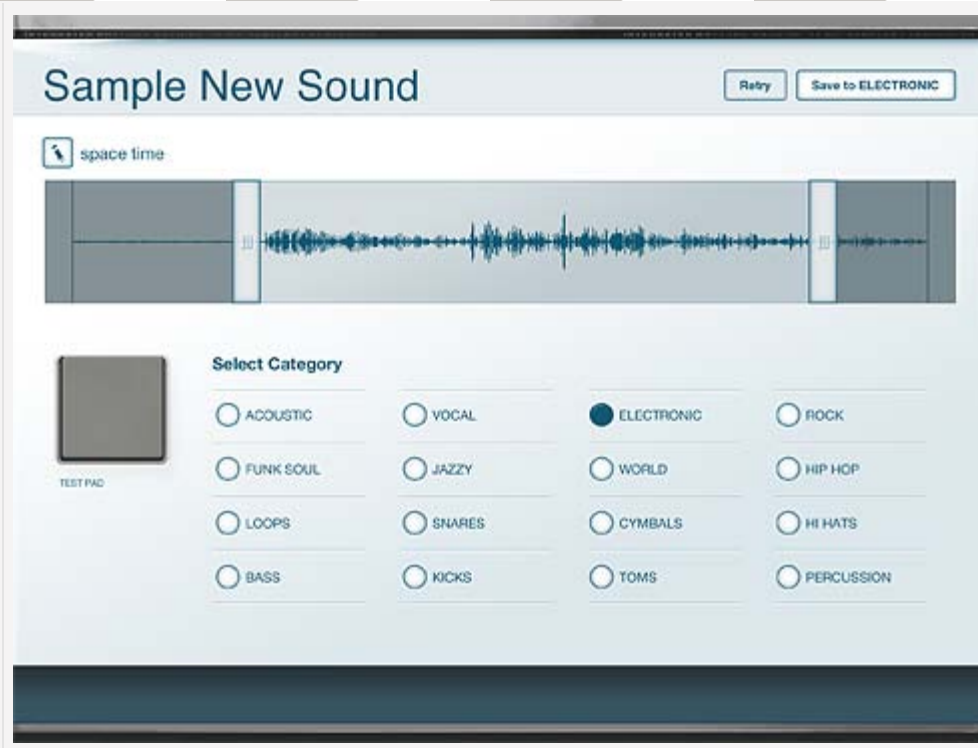 Sample New Sound
Retry
Save to ELECTRONIC
space time
Select Category
ACOUSTIC
VOCAL
ELECTRONIC
ROCK
FUNK SOUL
JAZZY
WORLD
HIP HOP
LOOPS
SNARES
CYMBALS
HI HATS
BASS
KICKS
TOMS
PERCUSSION
TEST PAD